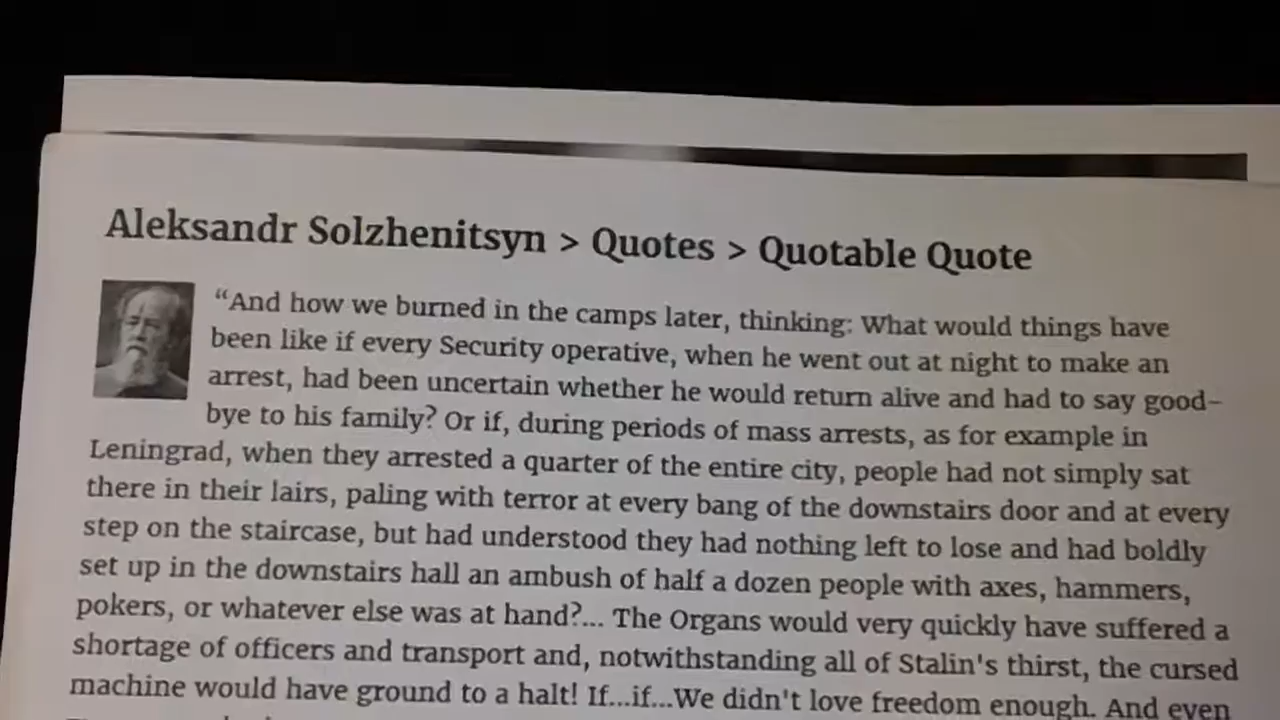 Aleksandr Solzhenitsyn > Quotes > Quotable Quote
“And how we burned in the camps later, thinking: What would things have
been like if every Security operative, when he went out at night to make an
arrest, had been uncertain whether he would return alive and had to say good-
bye to his family? Or if, during periods of mass arrests, as for example in
Leningrad, when they arrested a quarter of the entire city, people had not simply sat
there in their lairs, paling with terror at every bang of the downstairs door and at every
step on the staircase, but had understood they had nothing left to lose and had boldly
set up in the downstairs hall an ambush of half a dozen people with axes, hammers,
pokers, or whatever else was at hand?... The Organs would very quickly have suffered a
shortage of officers and transport and, notwithstanding all of Stalin's thirst, the cursed
machine would have ground to a halt! If...if...We didn't love freedom enough. And even